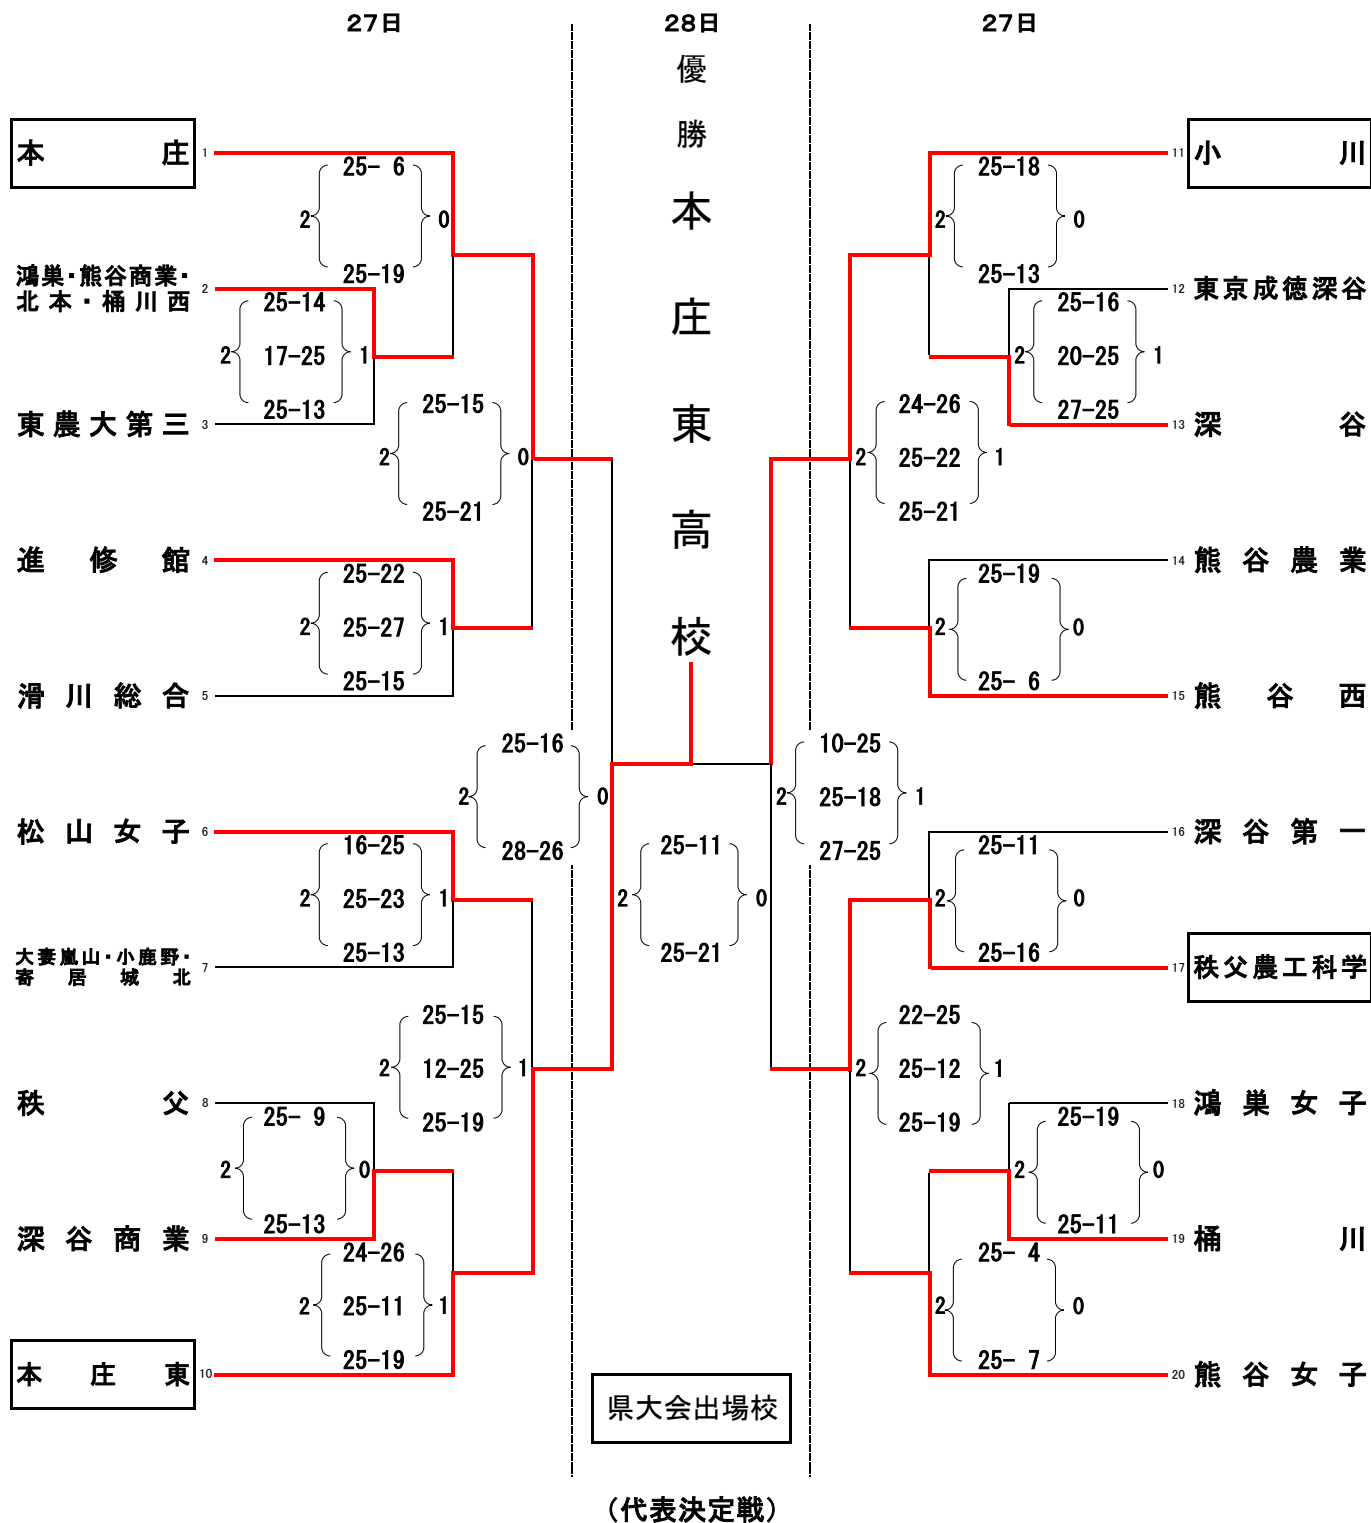 27日
28日
27日
優勝 本庄東高校
本庄 1
25- 6
2 0
25-19
鴻巣・熊谷商業・
北本・桶川西 2
25-14
2 17-25 1
25-13
東農大第三 3
25-15
2 0
25-21
進修館 4
25-22
2 25-27 1
25-15
滑川総合 5
25-16
2 0
28-26
松山女子 6
16-25
2 25-23 1
25-13
大妻嵐山・小鹿野・
寄居城北 7
25-15
2 12-25 1
25-19
秩父 8
25- 9
2 0
25-13
深谷商業 9
24-26
2 25-11 1
25-19
本庄東 10
25-11
2 0
25-21
11 小川
25-18
2 0
25-13
12 東京成徳深谷
25-16
2 20-25 1
27-25
13 深谷
24-26
2 25-22 1
25-21
14 熊谷農業
25-19
2 0
25- 6
15 熊谷西
10-25
2 25-18 1
27-25
16 深谷第一
25-11
2 0
25-16
17 秩父農工科学
22-25
2 25-12 1
25-19
18 鴻巣女子
25-19
2 0
25-11
19 桶川
25- 4
2 0
25- 7
20 熊谷女子
県大会出場校
（代表決定戦）